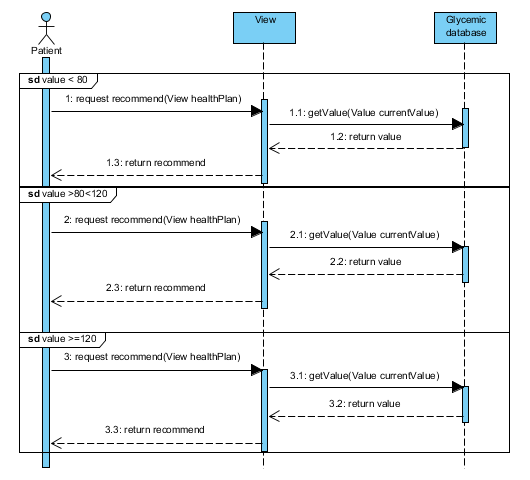 Patient
View
Glycemic
database
sd value < 80
1: request recommend(View healthPlan)
1.1: getValue(Value currentValue)
1.2: return value
1.3: return recommend
sd value >80<120
2: request recommend(View healthPlan)
2.1: getValue(Value currentValue)
2.2: return value
2.3: return recommend
sd value >=120
3: request recommend(View healthPlan)
3.1: getValue(Value currentValue)
3.2: return value
3.3: return recommend